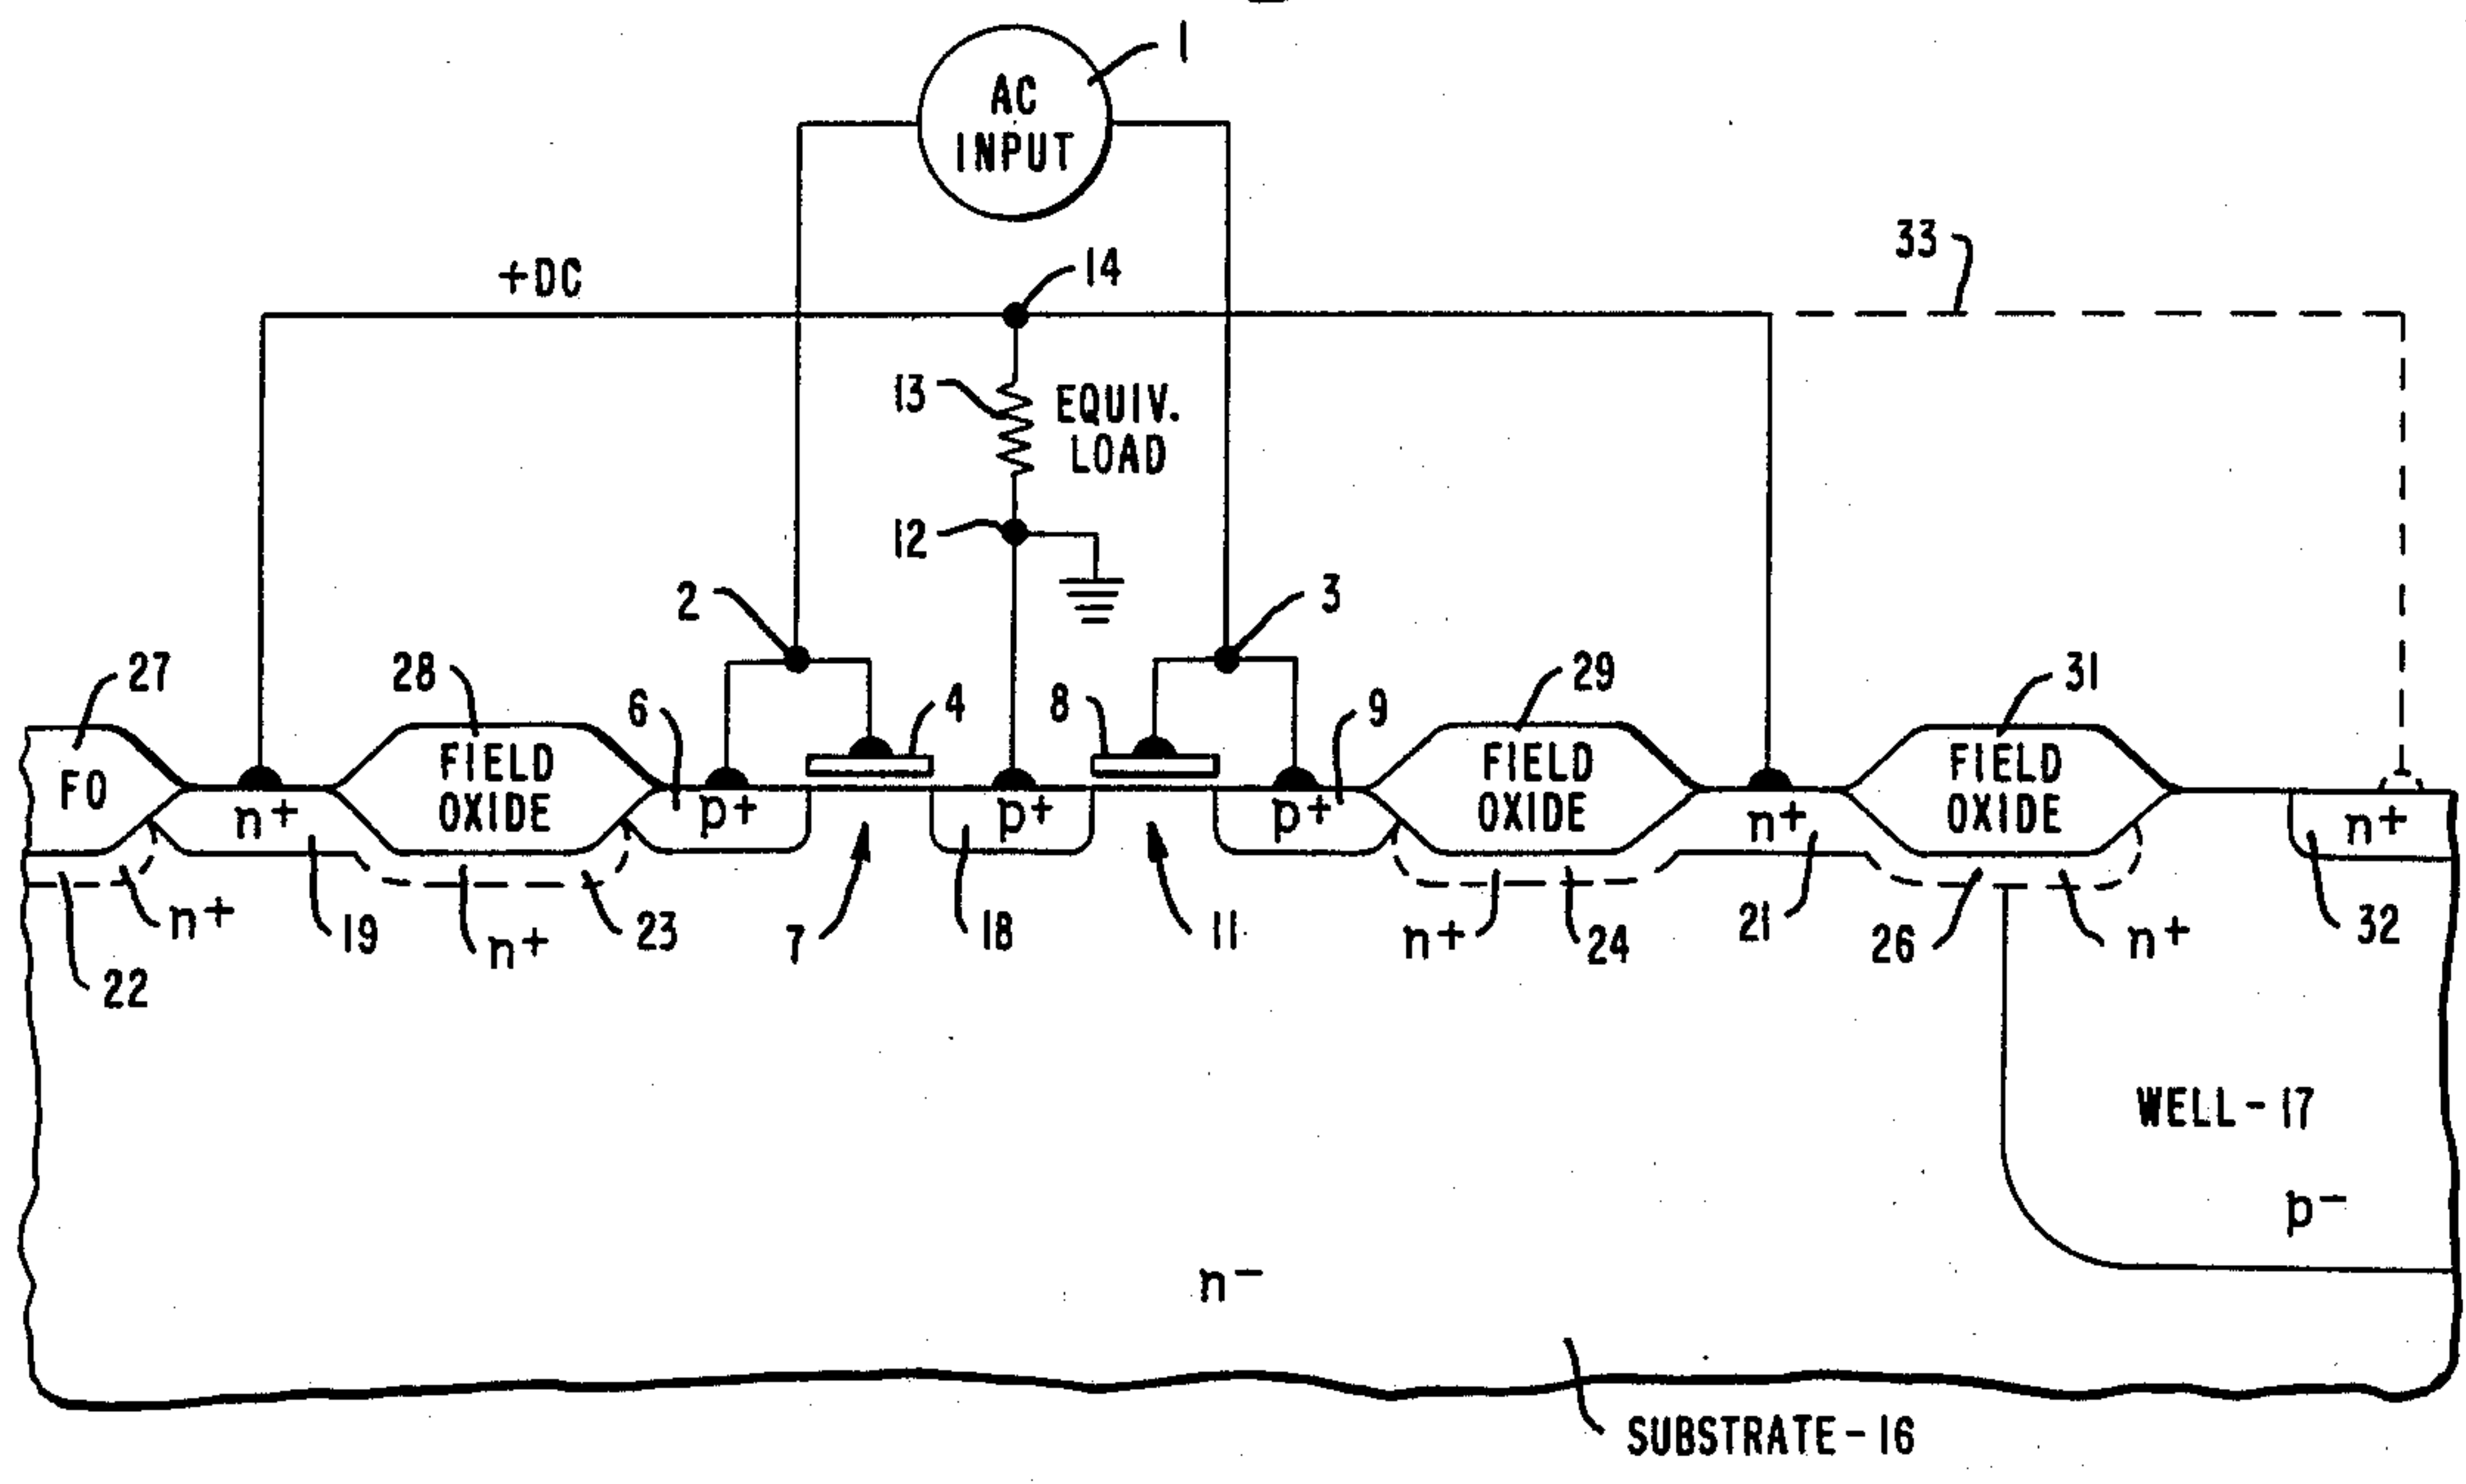 1
AC
INPUT
33
14
+DC
13
EQUIV.
LOAD
12
2
3
27
28
29
31
6
4
8
9
FO
n+
FIELD
OXIDE
p+
p+
p+
FIELD
OXIDE
n+
FIELD
OXIDE
n+
n+
19
n+
23
7
18
11
n+
24
21
26
n+
32
22
WELL-17
p-
n-
SUBSTRATE-16